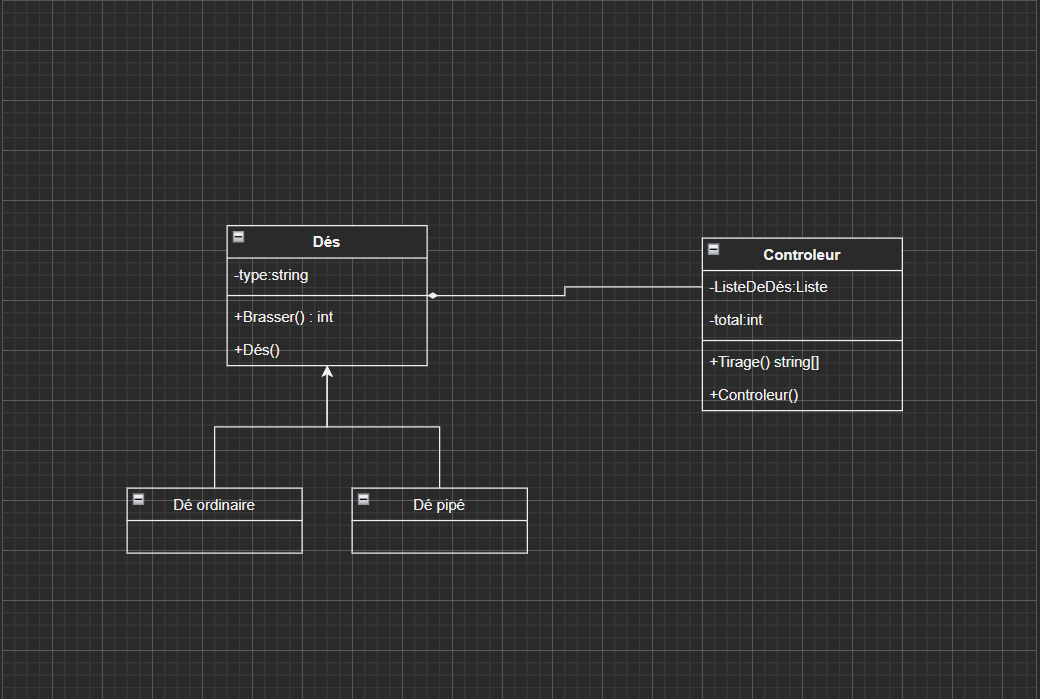 Dés
-type:string
+Brasser() : int
+Dés()
Controleur
-ListeDeDés:Liste
-total:int
+Tirage() string[]
+Controleur()
Dé ordinaire
Dé pipé